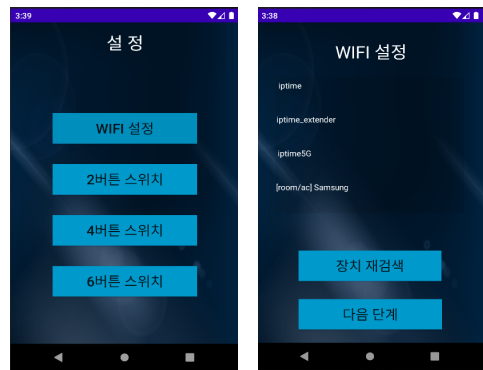 3:39
설 정
WIFI 설정
2버튼 스위치
4버튼 스위치
6버튼 스위치
3:38
WIFI 설정
iptime
iptime_extender
iptime5G
[room/ac] Samsung
장치 재검색
다음 단계